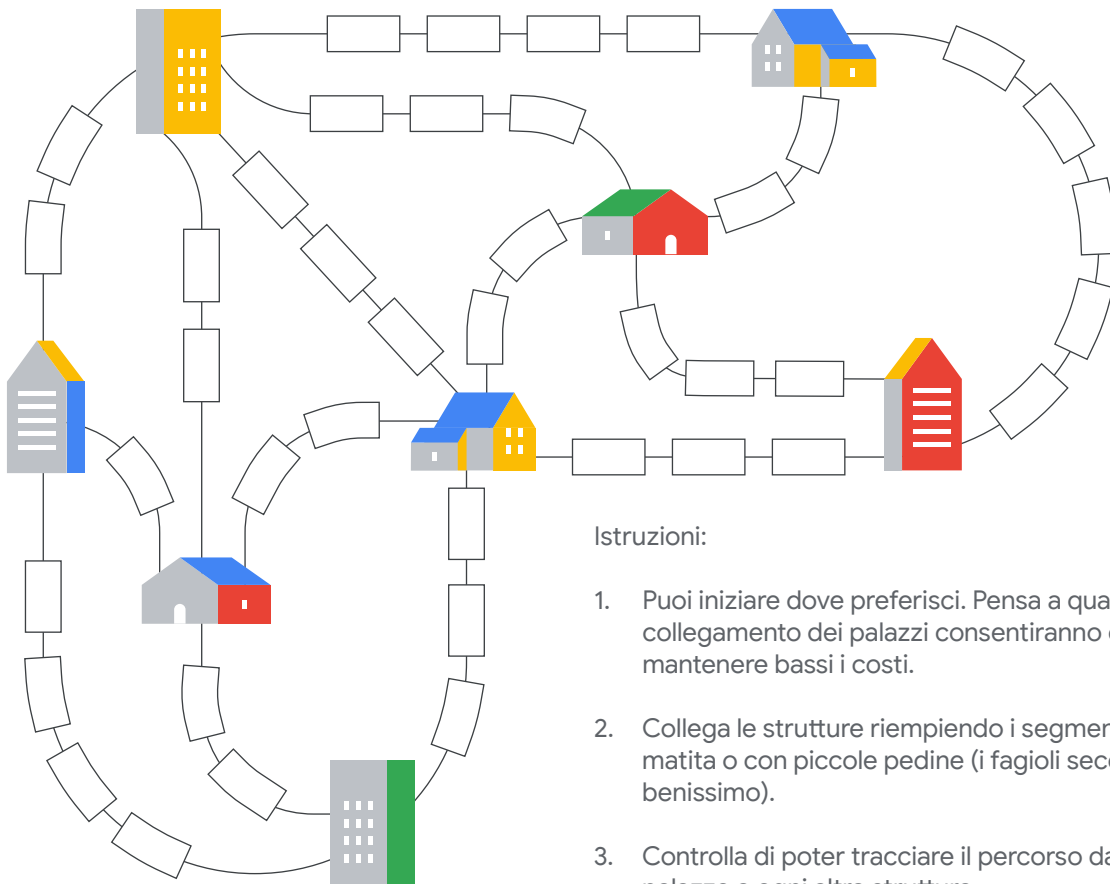 Istruzioni:
1. Puoi iniziare dove preferisci. Pensa a qua
collegamento dei palazzi consentiranno
mantenere bassi i costi.
2. Collega le strutture riempiendo i segmen
matita o con piccole pedine (i fagioli secc
benissimo).
3. Controlla di poter tracciare il percorso da